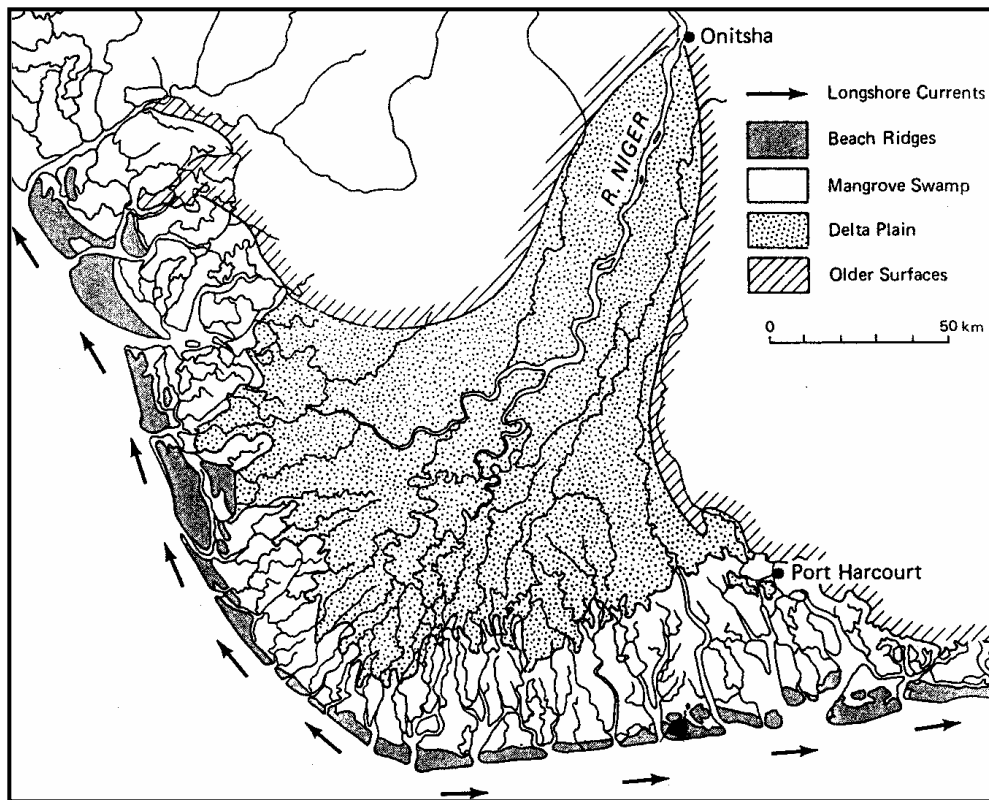 Onitsha
Longshore Currents
Beach Ridges
Mangrove Swamp
Delta Plain
Older Surfaces
0 50 km
R. NIGER
Port Harcourt